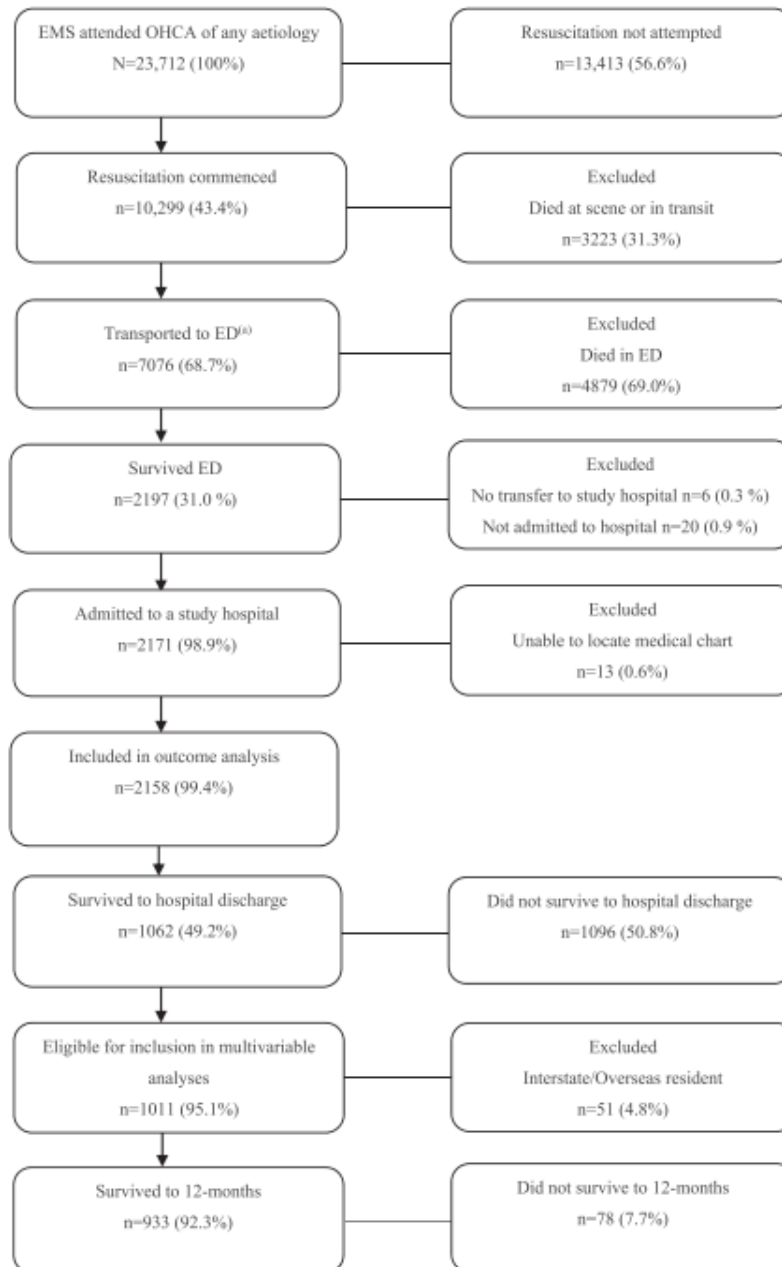 EMS attended OHCA of any aetiology
N=23,712 (100%)
Resuscitation not attempted
n=13,413 (56.6%)
Resuscitation commenced
n=10,299 (43.4%)
Excluded
Died at scene or in transit
n=3223 (31.3%)
Transported to ED(a)
n=7076 (68.7%)
Excluded
Died in ED
n=4879 (69.0%)
Survived ED
n=2197 (31.0 %)
Excluded
No transfer to study hospital n=6 (0.3 %)
Not admitted to hospital n=20 (0.9 %)
Admitted to a study hospital
n=2171 (98.9%)
Excluded
Unable to locate medical chart
n=13 (0.6%)
Included in outcome analysis
n=2158 (99.4%)
Survived to hospital discharge
n=1062 (49.2%)
Did not survive to hospital discharge
n=1096 (50.8%)
Eligible for inclusion in multivariable
analyses
n=1011 (95.1%)
Excluded
Interstate/Overseas resident
n=51 (4.8%)
Survived to 12-months
n=933 (92.3%)
Did not survive to 12-months
n=78 (7.7%)